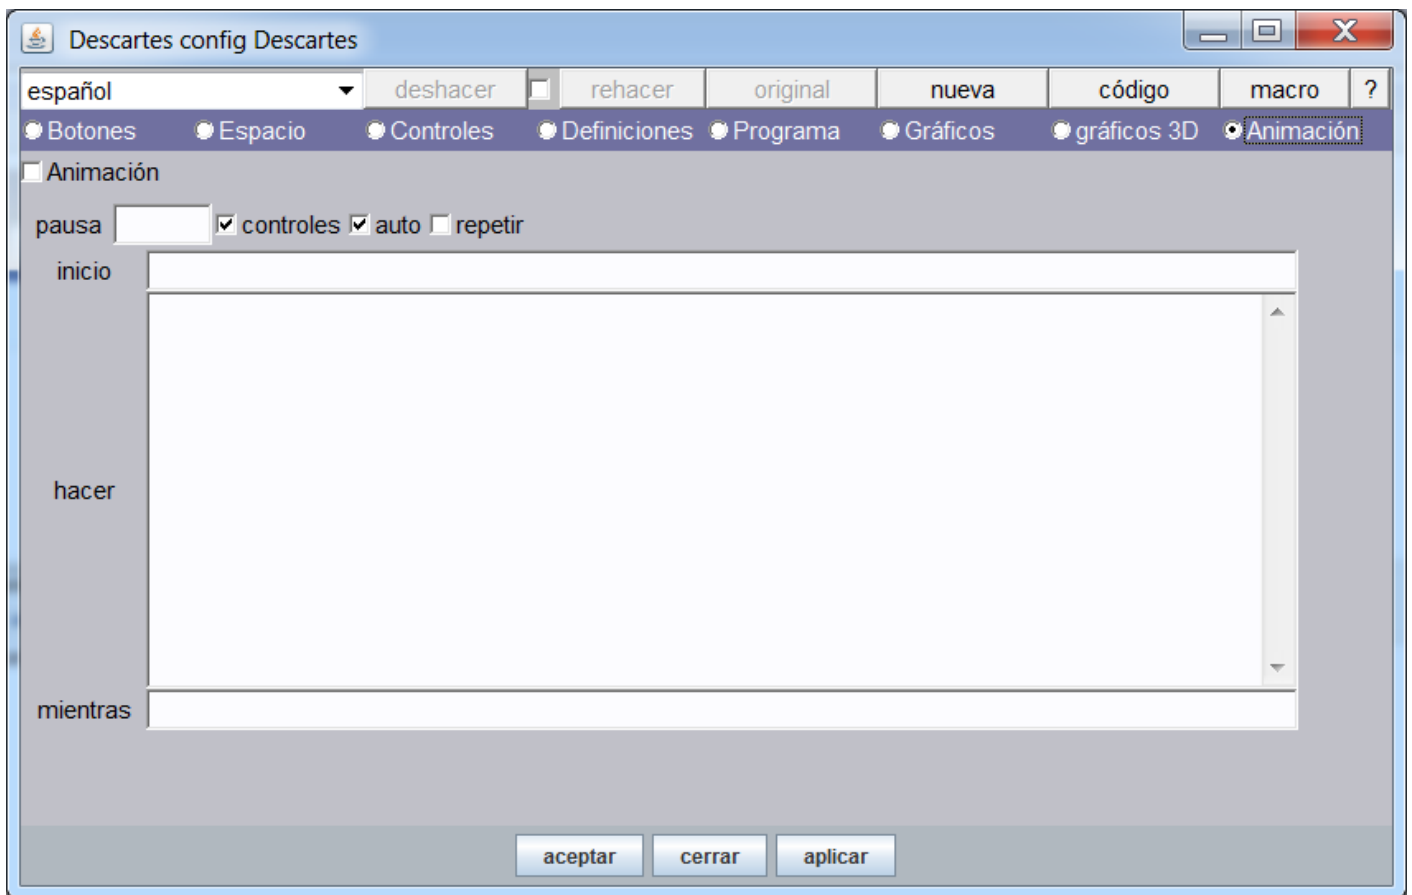 Descartes config Descartes
español deshacer rehacer original nueva código macro ?
Botones Espacio Controles Definiciones Programa Gráficos gráficos 3D Animación
Animación
pausa controles auto repetir
inicio
hacer
mientras
aceptar cerrar aplicar